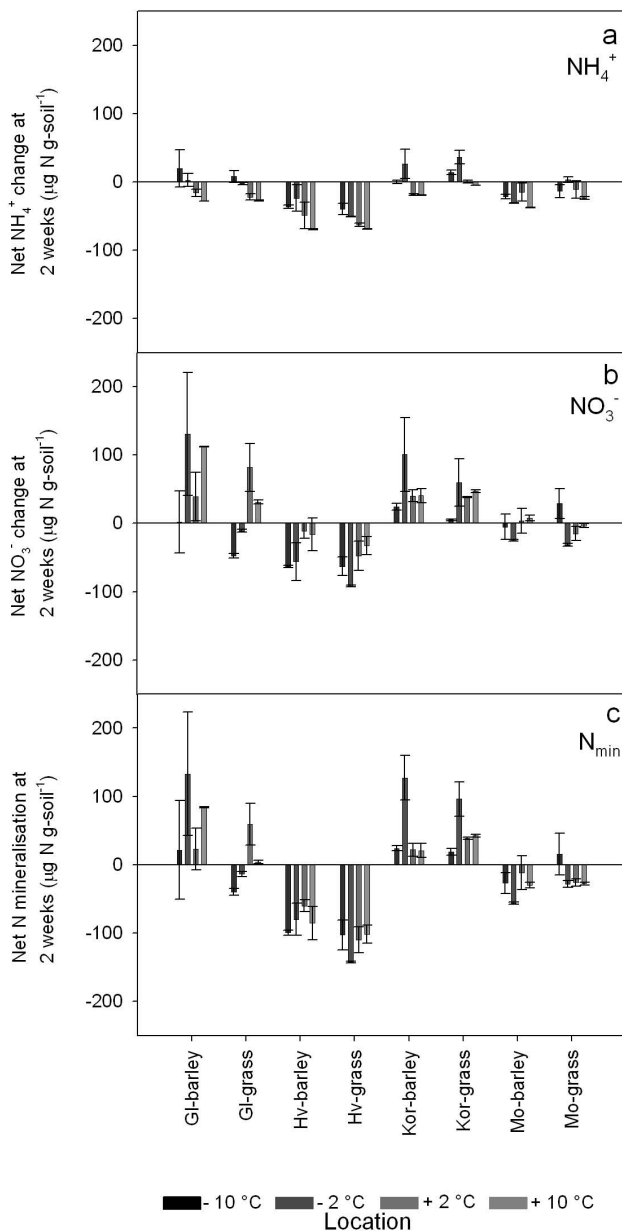 a
NH₄⁺
Net NH₄⁺ change at
2 weeks (μg N g-soil⁻¹)
200
100
0
-100
-200
b
NO₃⁻
Net NO₃⁻ change at
2 weeks (μg N g-soil⁻¹)
200
100
0
-100
-200
c
N_min
Net N mineralisation at
2 weeks (μg N g-soil⁻¹)
200
100
0
-100
-200
Gl-barley
Gl-grass
Hv-barley
Hv-grass
Kor-barley
Kor-grass
Mo-barley
Mo-grass
- 10 °C - 2 °C + 2 °C + 10 °C
Location